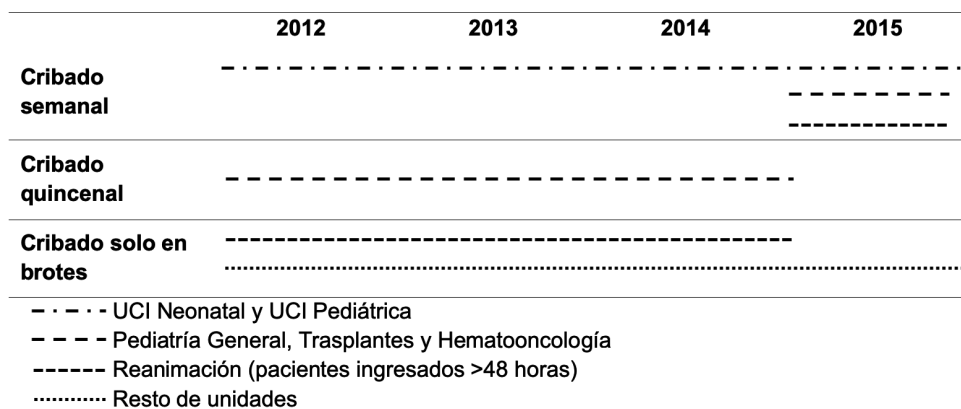 2012 2013 2014 2015
Cribado
semanal
Cribado
quincenal
Cribado solo en
brotes
UCI Neonatal y UCI Pediátrica
Pediatría General, Trasplantes y Hematooncología
Reanimación (pacientes ingresados >48 horas)
Resto de unidades